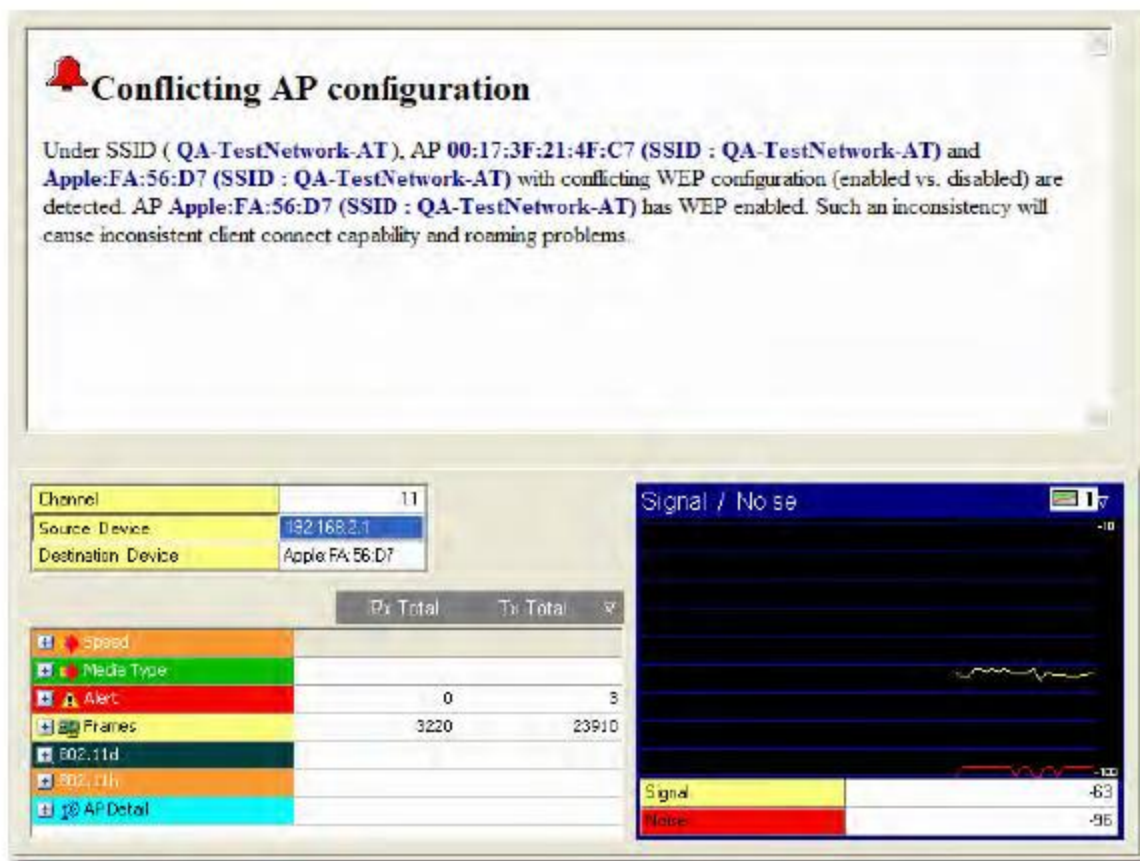 Conflicting AP configuration
Under SSID ( QA-TestNetwork-AT ), AP 00:17:3F:21:4F:C7 (SSID : QA-TestNetwork-AT) and
Apple:FA:56:D7 (SSID : QA-TestNetwork-AT) with conflicting WEP configuration (enabled vs. disabled) are
detected. AP Apple:FA:56:D7 (SSID : QA-TestNetwork-AT) has WEP enabled. Such an inconsistency will
cause inconsistent client connect capability and roaming problems.
Channel 11
Source Device 192.168.2.1
Destination Device Apple:FA:56:D7
Rx Total Tx Total
Speed
Media Type
Alert 0 3
Frames 3220 23910
802.11d
802.11h
AP Detail
Signal / Noise 1
-10
-100
Signal -63
Noise -96